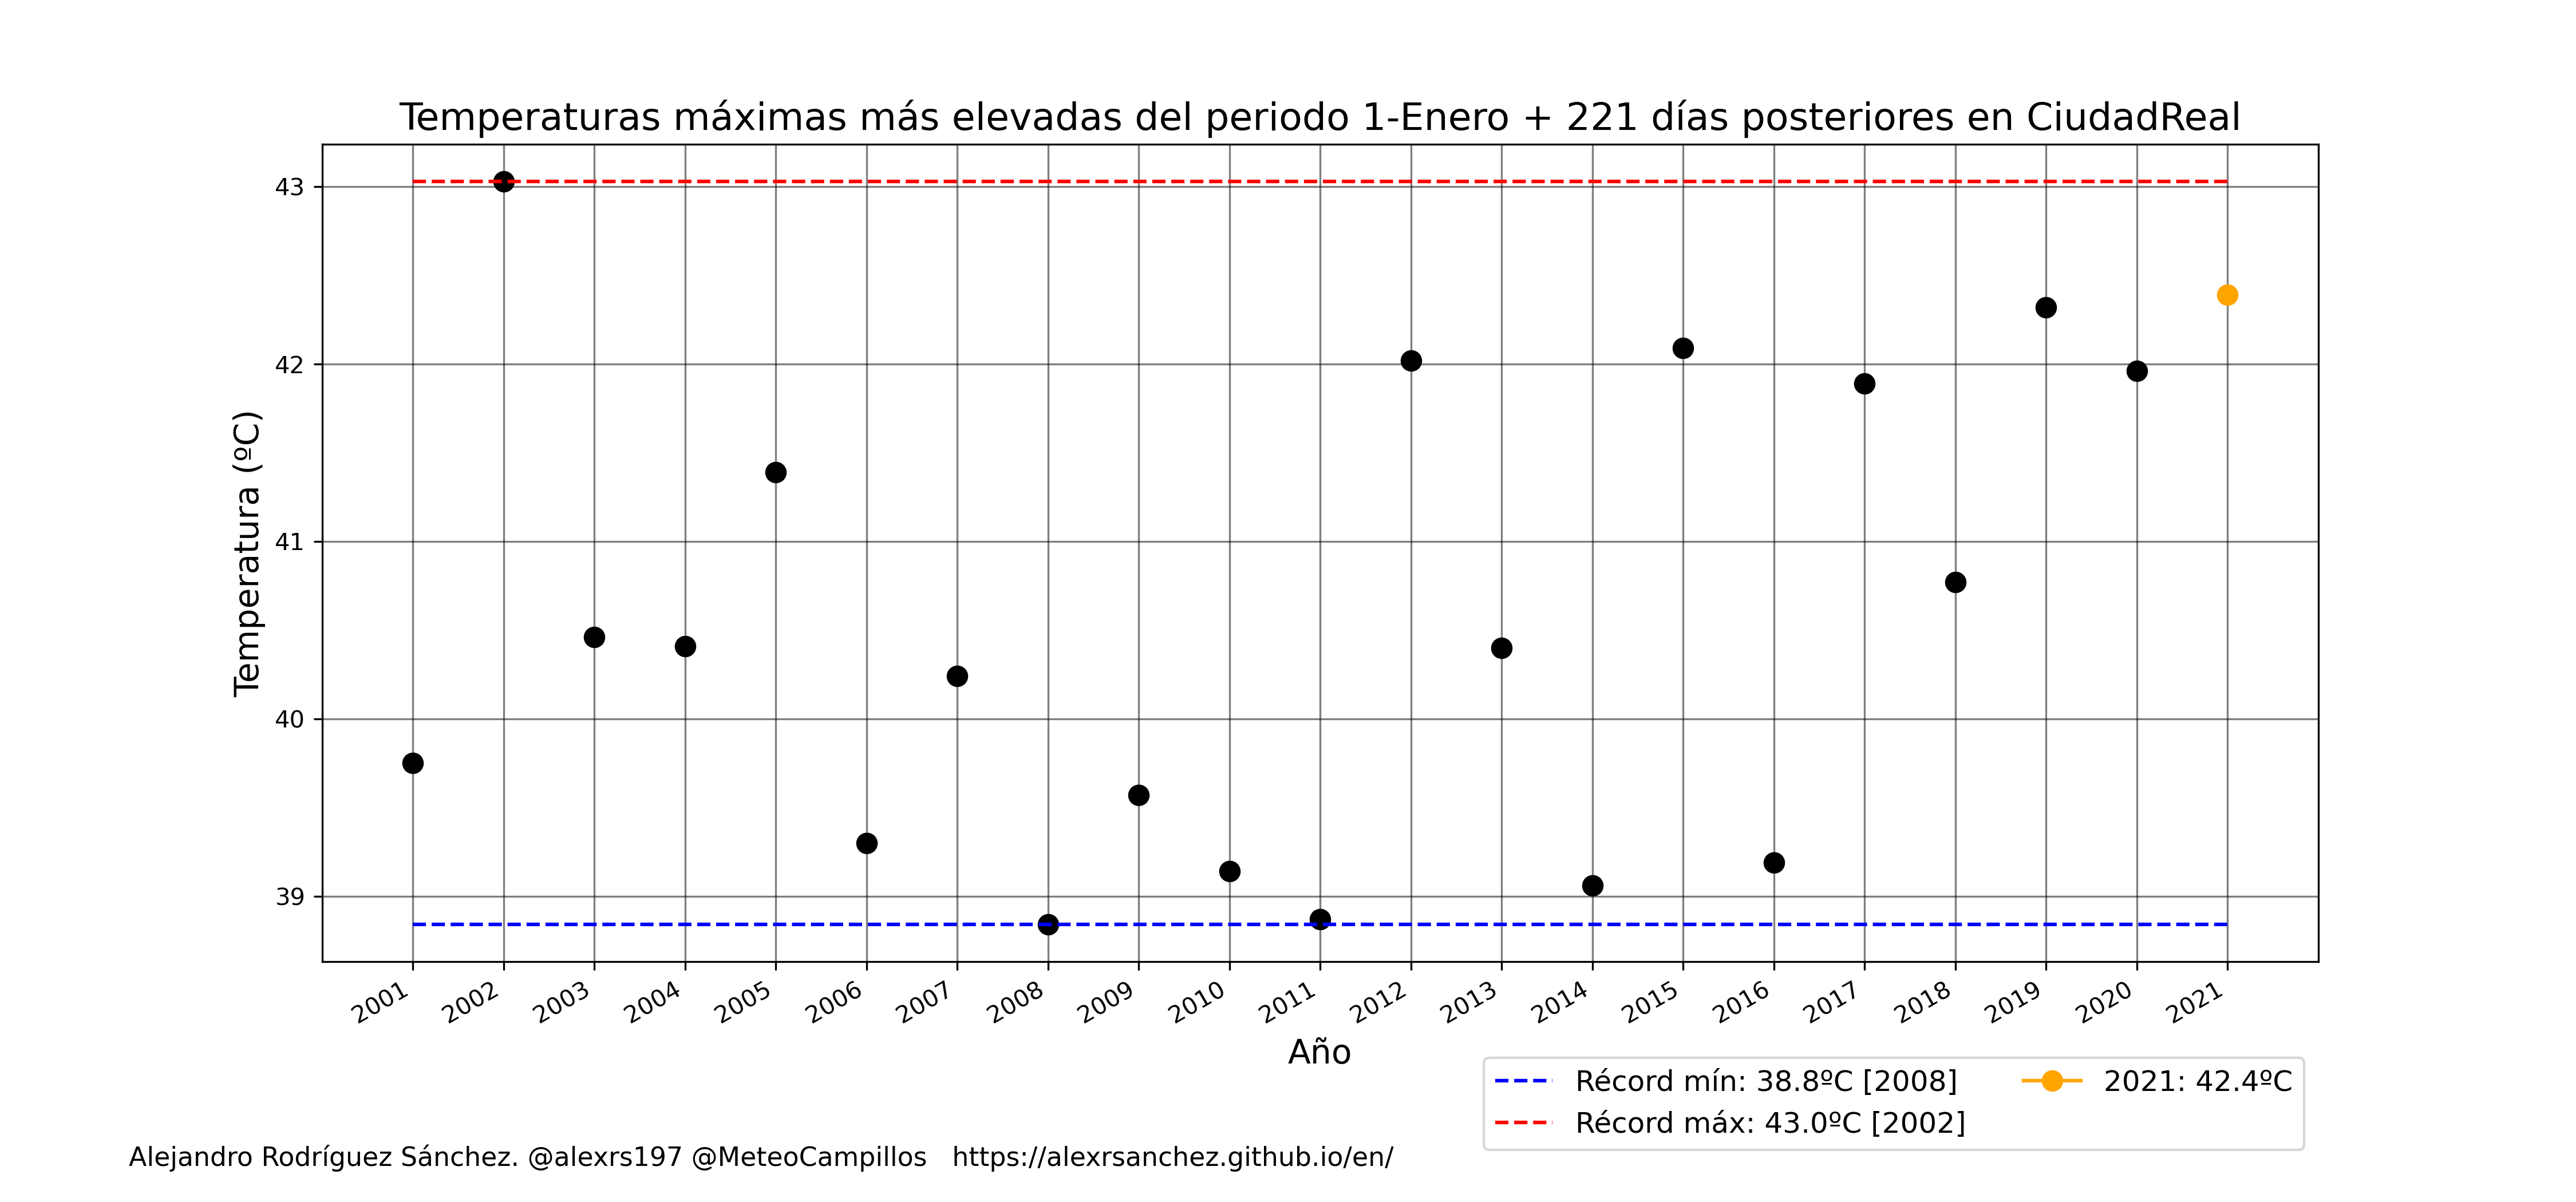 Temperaturas máximas más elevadas del periodo 1-Enero + 221 días posteriores en CiudadReal
Temperatura (ºC)
43
42
41
40
39
2001 2002 2003 2004 2005 2006 2007 2008 2009 2010 2011 2012 2013 2014 2015 2016 2017 2018 2019 2020 2021
Año
Récord mín: 38.8ºC [2008]
Récord máx: 43.0ºC [2002]
2021: 42.4ºC
Alejandro Rodríguez Sánchez. @alexrs197 @MeteoCampillos https://alexrsanchez.github.io/en/